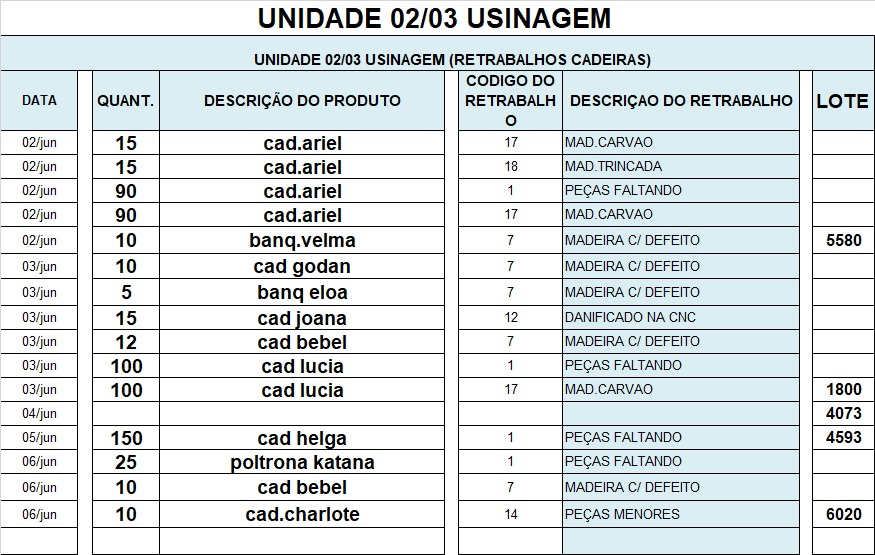 UNIDADE 02/03 USINAGEM
UNIDADE 02/03 USINAGEM (RETRABALHOS CADEIRAS)
DATA QUANT. DESCRIÇÃO DO PRODUTO CODIGO DO RETRABALH O DESCRIÇAO DO RETRABALHO LOTE
02/jun 15 cad.ariel 17 MAD.CARVAO
02/jun 15 cad.ariel 18 MAD.TRINCADA
02/jun 90 cad.ariel 1 PEÇAS FALTANDO
02/jun 90 cad.ariel 17 MAD.CARVAO
02/jun 10 banq.velma 7 MADEIRA C/ DEFEITO 5580
03/jun 10 cad godan 7 MADEIRA C/ DEFEITO
03/jun 5 banq eloa 7 MADEIRA C/ DEFEITO
03/jun 15 cad joana 12 DANIFICADO NA CNC
03/jun 12 cad bebel 7 MADEIRA C/ DEFEITO
03/jun 100 cad lucia 1 PEÇAS FALTANDO
03/jun 100 cad lucia 17 MAD.CARVAO 1800
04/jun 4073
05/jun 150 cad helga 1 PEÇAS FALTANDO 4593
06/jun 25 poltrona katana 1 PEÇAS FALTANDO
06/jun 10 cad bebel 7 MADEIRA C/ DEFEITO
06/jun 10 cad.charlote 14 PEÇAS MENORES 6020